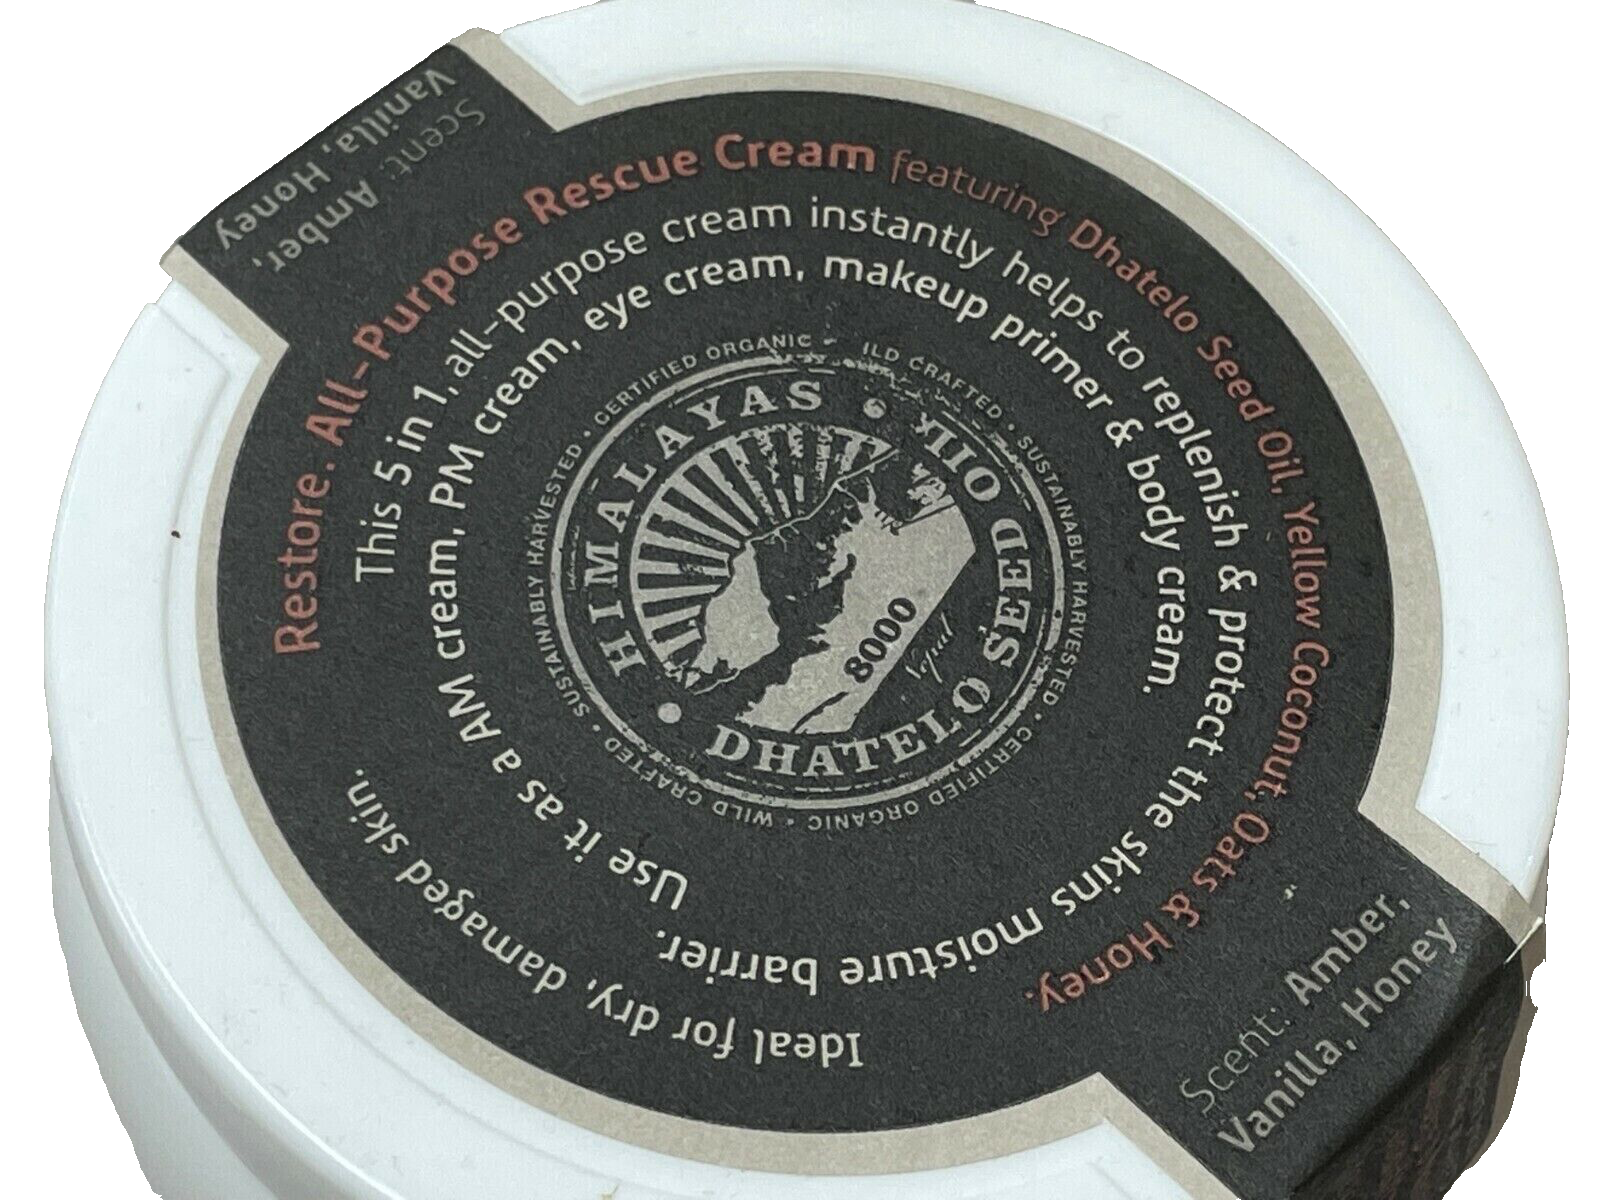 Restore. All-Purpose Rescue Cream featuring Dhatelo Seed Oil, Yellow Coconut, Oats & Honey.
This 5 in 1, all-purpose cream instantly helps to replenish & protect the skins moisture barrier.
Use it as a AM cream, PM cream, eye cream, makeup primer & body cream.
Ideal for dry, damaged skin.
SUSTAINABLY HARVESTED • CERTIFIED ORGANIC • ILD CRAFTED • SUSTAINABLY HARVESTED • CERTIFIED ORGANIC • WILD CRAFTED •
HIMALAYAS • DHATELO SEED OIL •
8000
Nepal
Scent: Amber,
Vanilla, Honey
Scent: Amber,
Vanilla, Honey